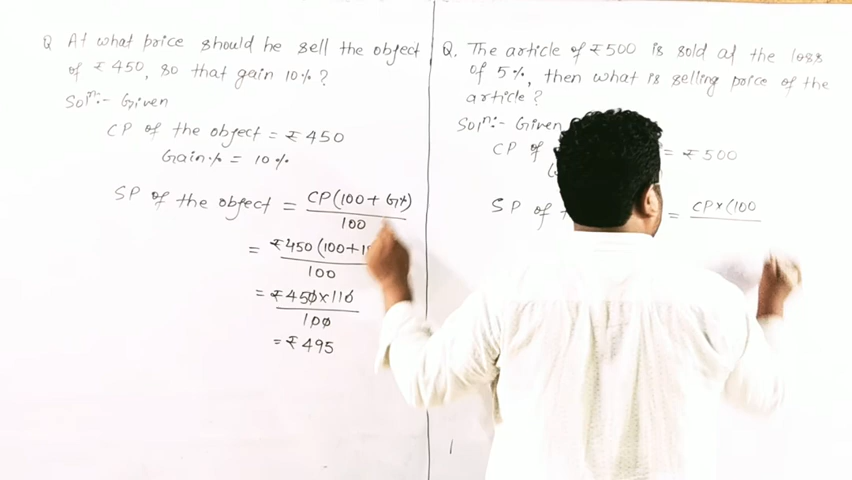 Q At what price should he sell the object
of ₹ 450, so that gain 10% ?
Solⁿ:- Given
CP of the object = ₹ 450
Gain % = 10 %
SP of the object = CP(100 + G%)
100
= ₹450 (100+1
100
= ₹ 450 × 110
100
= ₹ 495
Q. The article of ₹ 500 is sold at the loss
of 5 %, then what is selling price of the
article ?
Solⁿ:- Given
CP of = ₹ 500
SP of = CP × (100